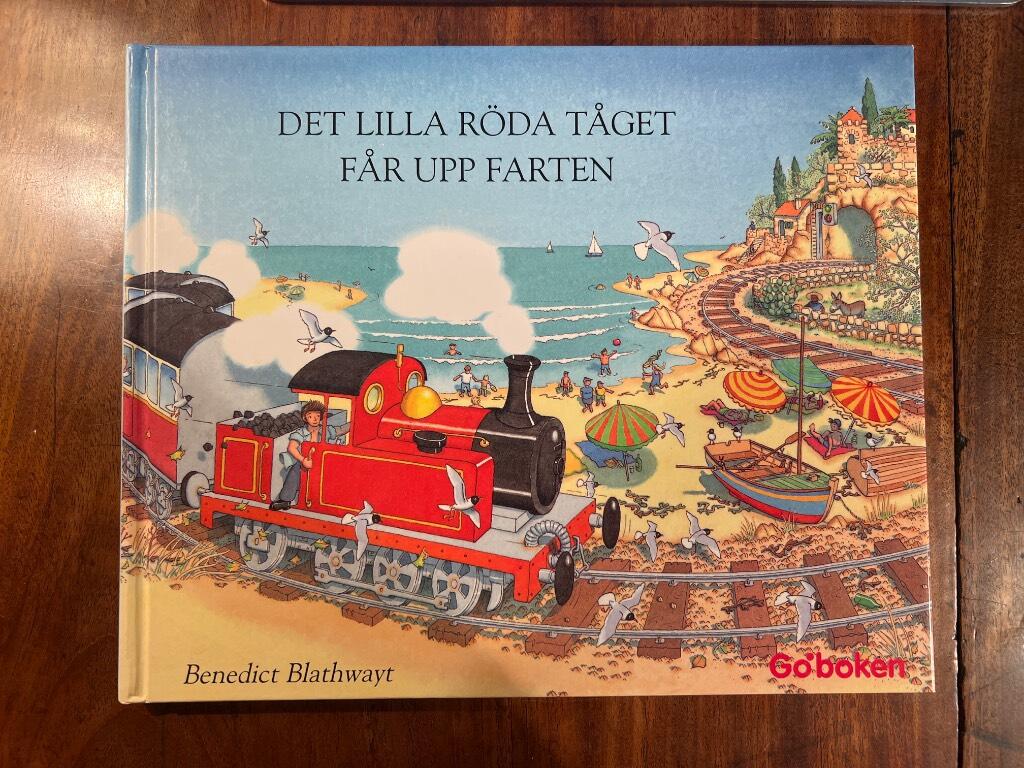 DET LILLA RÖDA TÅGET
FÅR UPP FARTEN
Benedict Blathwayt
Goboken